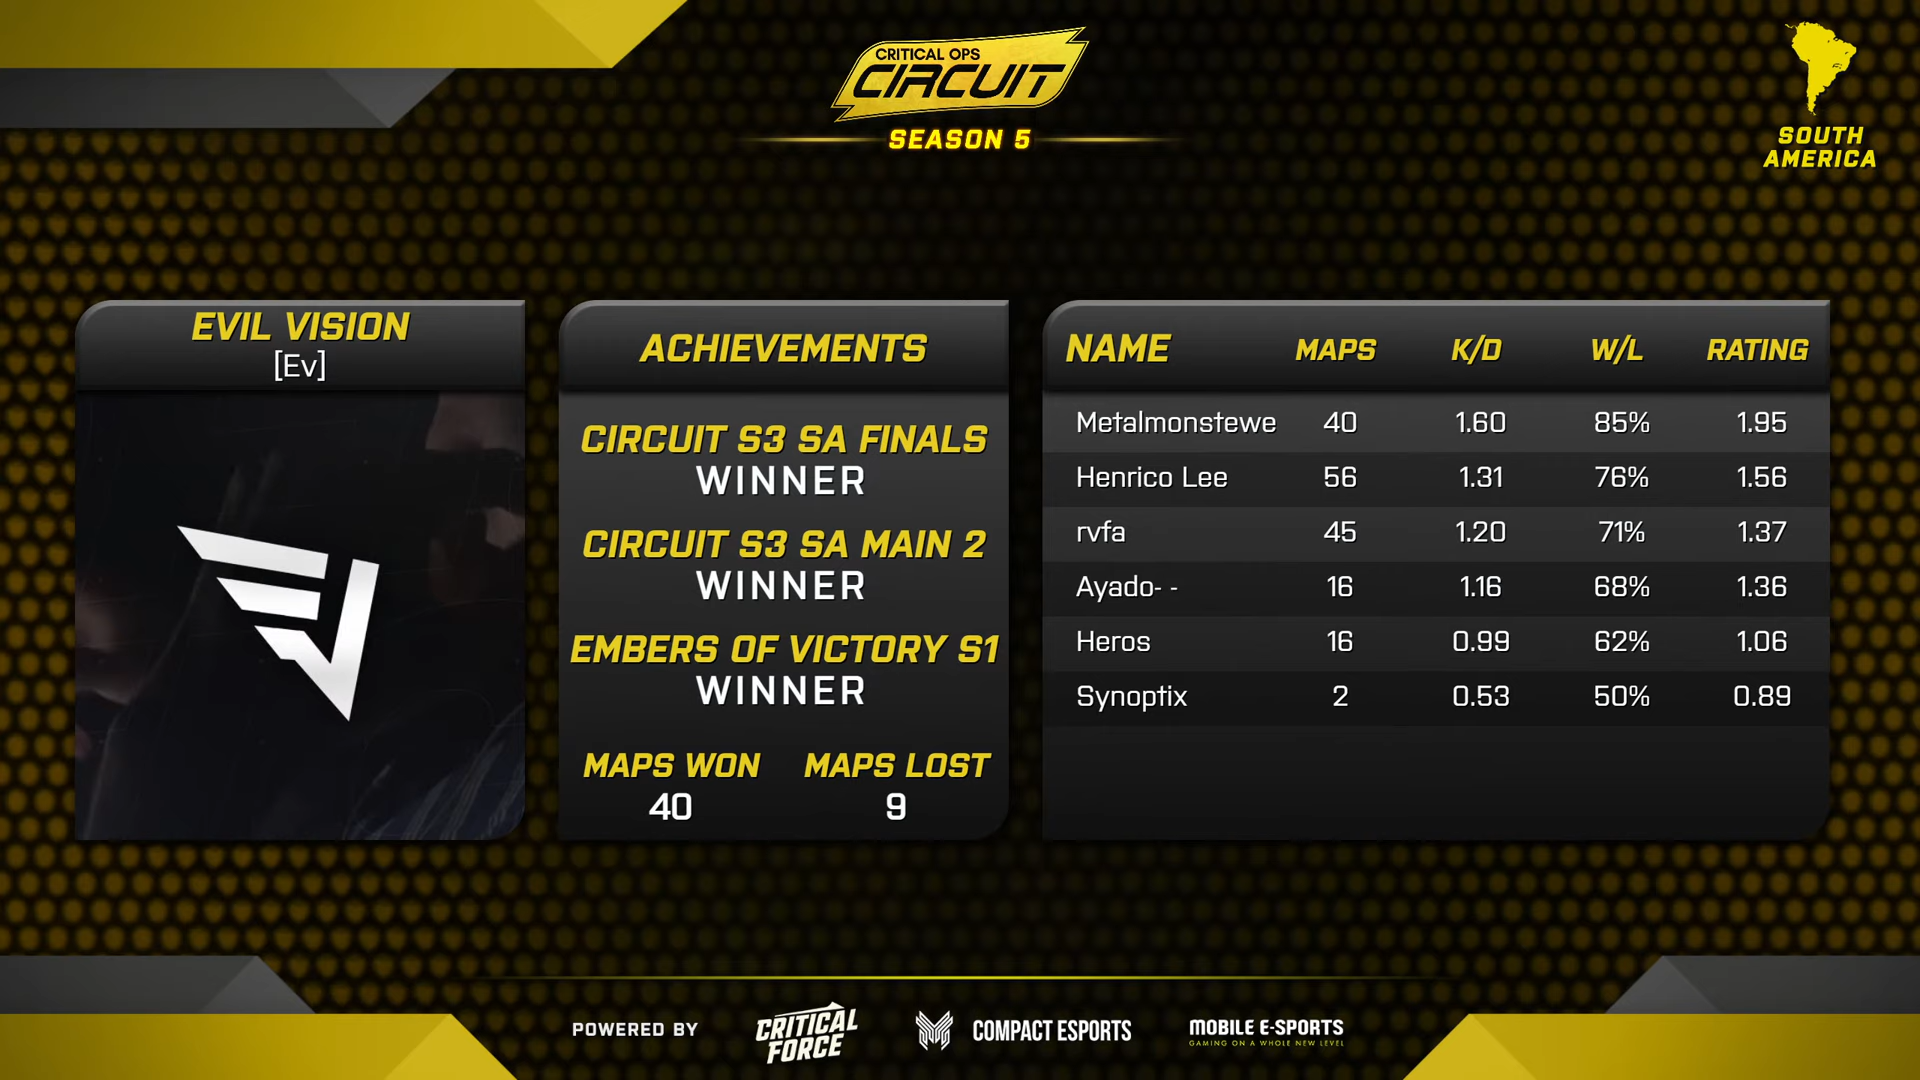 CRITICAL OPS
CIRCUIT
SEASON 5
SOUTH
AMERICA
EVIL VISION
[Ev]
ACHIEVEMENTS
CIRCUIT S3 SA FINALS
WINNER
CIRCUIT S3 SA MAIN 2
WINNER
EMBERS OF VICTORY S1
WINNER
MAPS WON MAPS LOST
40 9
NAME MAPS K/D W/L RATING
Metalmonstewe 40 1.60 85% 1.95
Henrico Lee 56 1.31 76% 1.56
rvfa 45 1.20 71% 1.37
Ayado- - 16 1.16 68% 1.36
Heros 16 0.99 62% 1.06
Synoptix 2 0.53 50% 0.89
POWERED BY
CRITICAL
FORCE
COMPACT ESPORTS
MOBILE E-SPORTS
GAMING ON A WHOLE NEW LEVEL